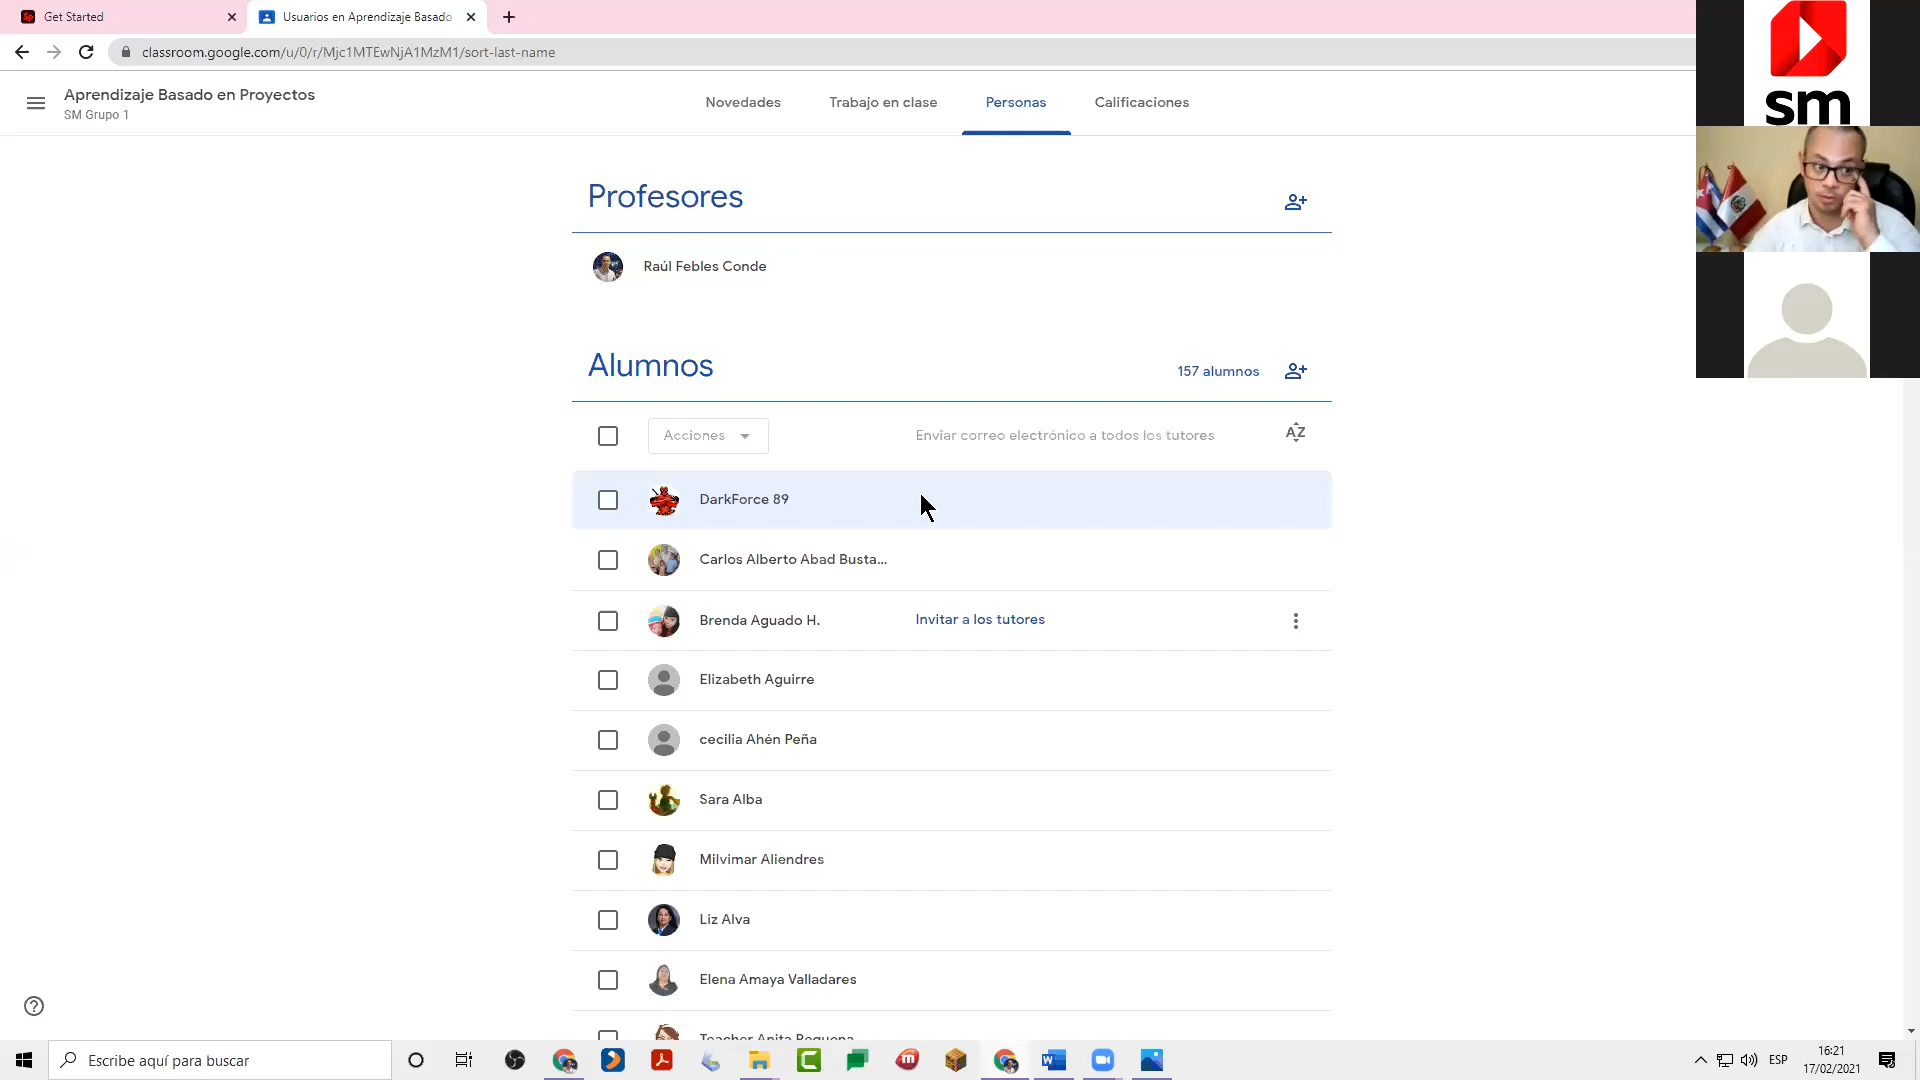 Get Started
Usuarios en Aprendizaje Basado
classroom.google.com/u/0/r/Mjc1MTEwNjA1MzM1/sort-last-name
Aprendizaje Basado en Proyectos
SM Grupo 1
Novedades
Trabajo en clase
Personas
Calificaciones
sm
Profesores
Raúl Febles Conde
Alumnos
157 alumnos
Acciones
Enviar correo electrónico a todos los tutores
AZ
DarkForce 89
Carlos Alberto Abad Busta...
Brenda Aguado H.
Invitar a los tutores
Elizabeth Aguirre
cecilia Ahén Peña
Sara Alba
Milvimar Aliendres
Liz Alva
Elena Amaya Valladares
Teacher Anita Requena
Escribe aquí para buscar
ESP
16:21
17/02/2021